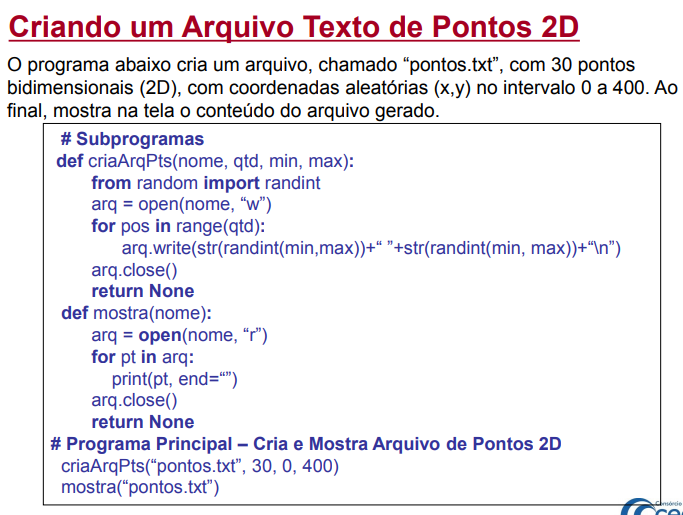 Criando um Arquivo Texto de Pontos 2D
O programa abaixo cria um arquivo, chamado “pontos.txt”, com 30 pontos
bidimensionais (2D), com coordenadas aleatórias (x,y) no intervalo 0 a 400. Ao
final, mostra na tela o conteúdo do arquivo gerado.
# Subprogramas
def criaArqPts(nome, qtd, min, max):
from random import randint
arq = open(nome, “w”)
for pos in range(qtd):
arq.write(str(randint(min,max))+“ ”+str(randint(min, max))+“\n”)
arq.close()
return None
def mostra(nome):
arq = open(nome, “r”)
for pt in arq:
print(pt, end=“”)
arq.close()
return None
# Programa Principal – Cria e Mostra Arquivo de Pontos 2D
criaArqPts(“pontos.txt”, 30, 0, 400)
mostra(“pontos.txt”)
Consórcio